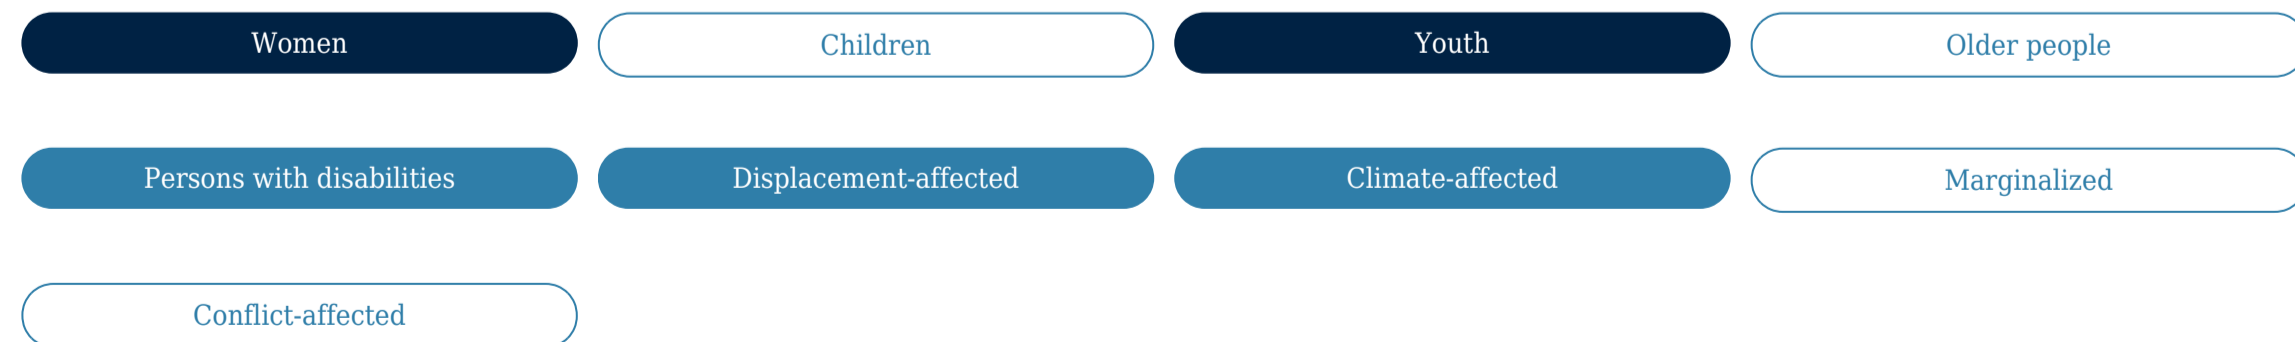 Women
Children
Youth
Older people
Persons with disabilities
Displacement-affected
Climate-affected
Marginalized
Conflict-affected